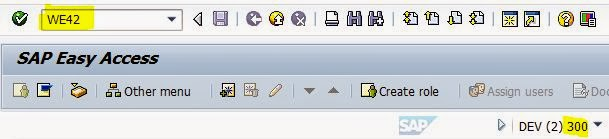 WE42
SAP Easy Access
Other menu Create role Assign users Doc
SAP DEV (2) 300